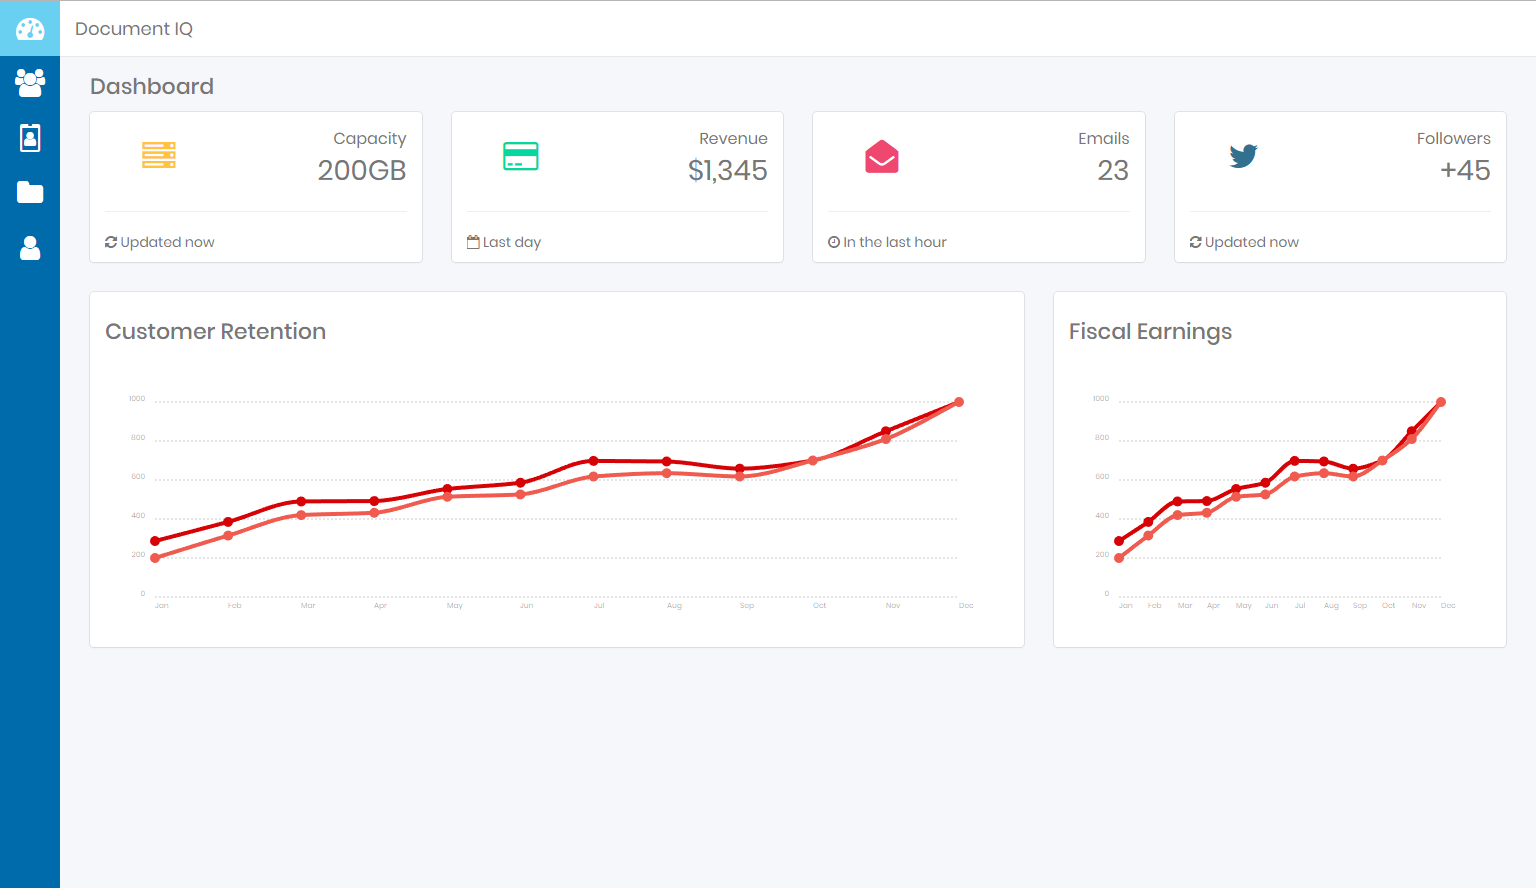 Document IQ
Dashboard
Capacity
200GB
Updated now
Revenue
$1,345
Last day
Emails
23
In the last hour
Followers
+45
Updated now
Customer Retention
1000
800
600
400
200
0
Jan Feb Mar Apr May Jun Jul Aug Sep Oct Nov Dec
Fiscal Earnings
1000
800
600
400
200
0
Jan Feb Mar Apr May Jun Jul Aug Sep Oct Nov Dec